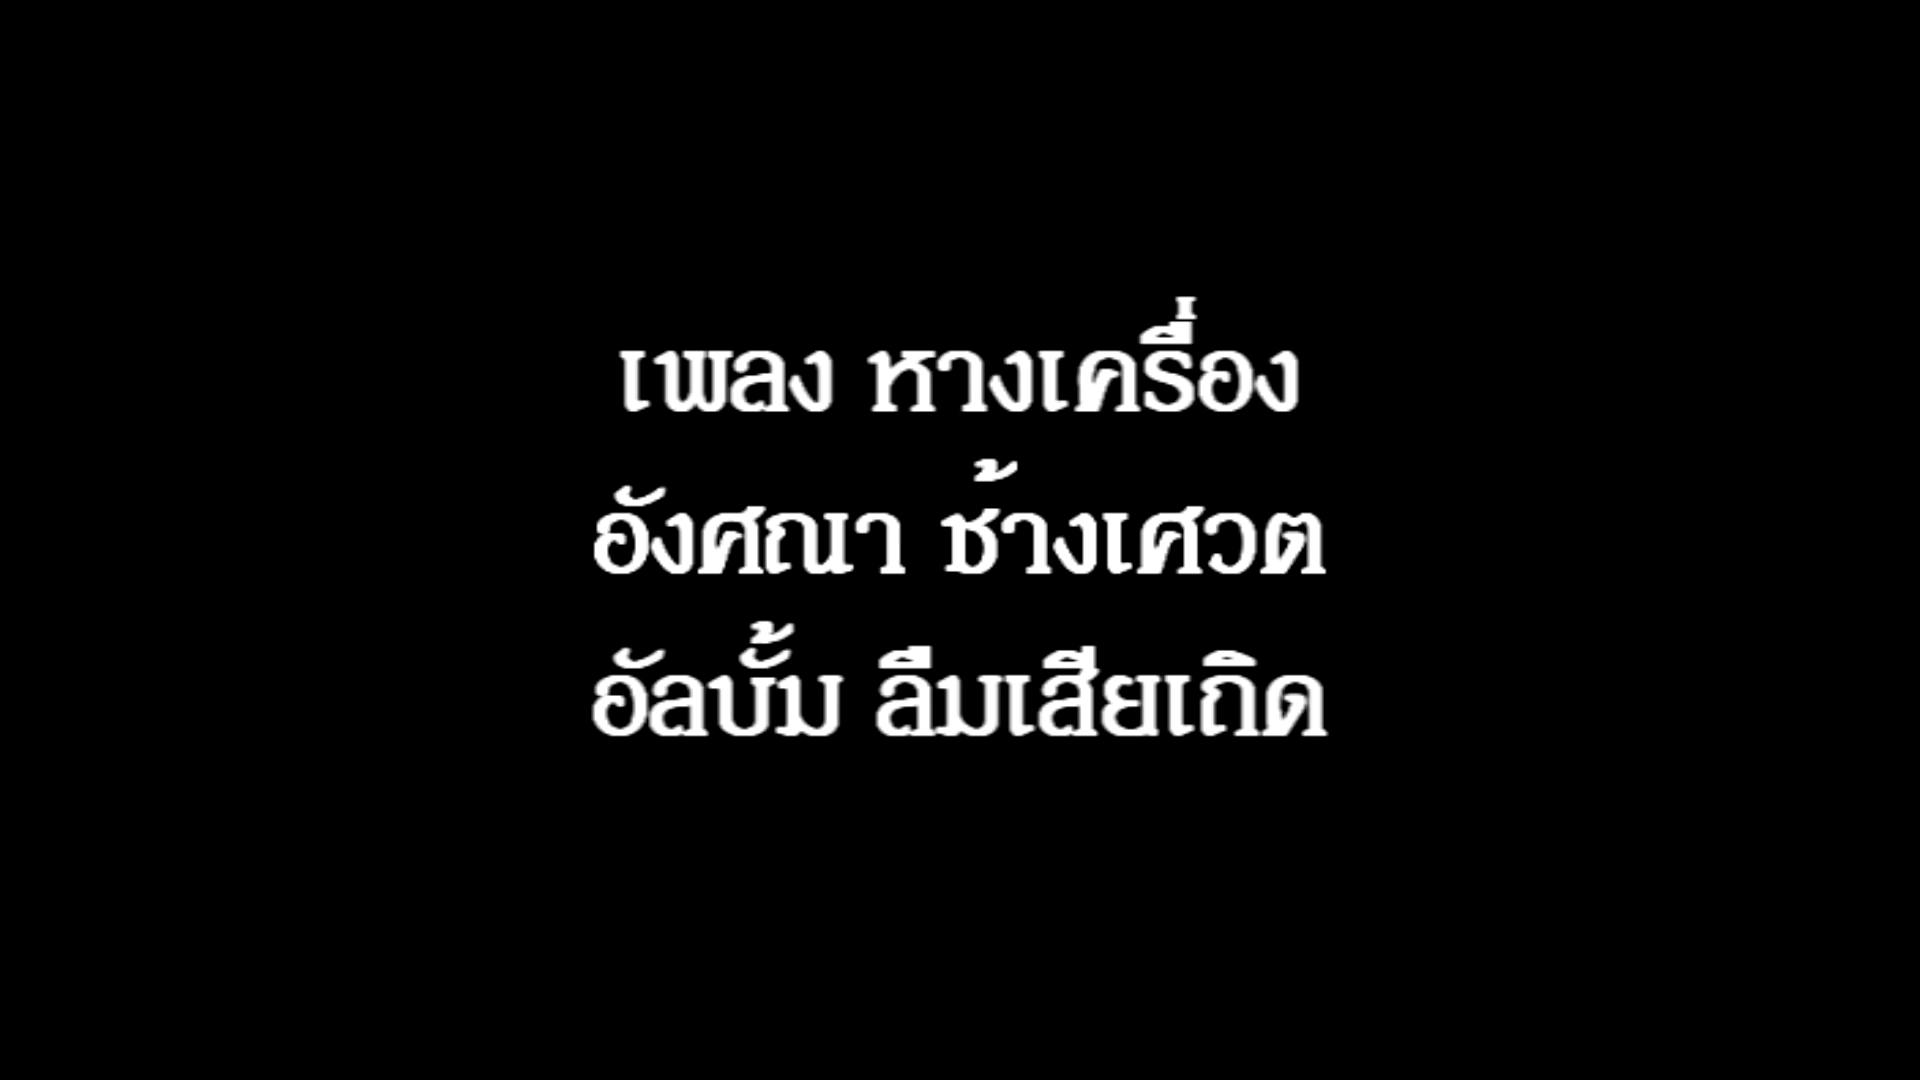 เพลง หางเครื่อง
อังศณา ช้างเศวต
อัลบั้ม ลืมเสียเถิด